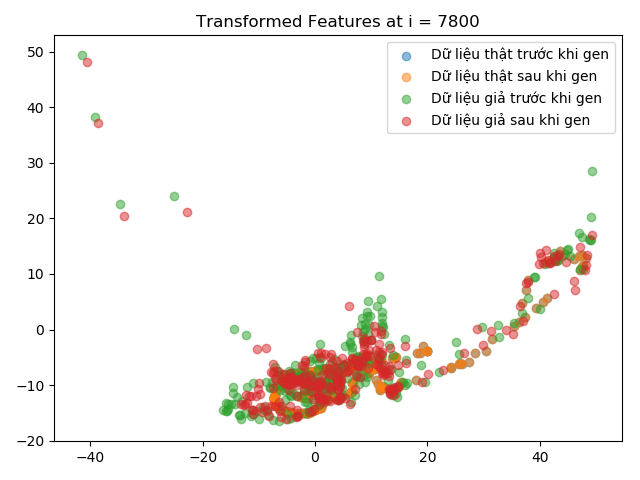 Transformed Features at i = 7800
50
40
30
20
10
0
−10
−20
−40
−20
0
20
40
Dữ liệu thật trước khi gen
Dữ liệu thật sau khi gen
Dữ liệu giả trước khi gen
Dữ liệu giả sau khi gen